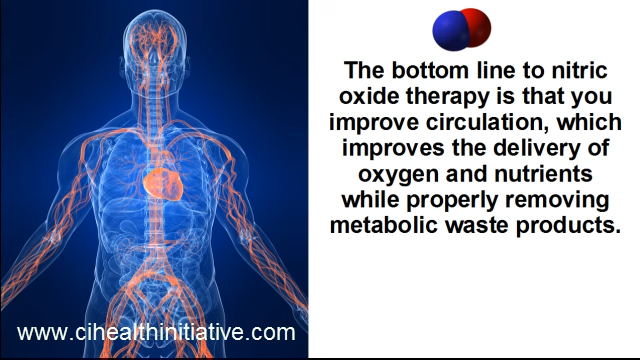 The bottom line to nitric
oxide therapy is that you
improve circulation, which
improves the delivery of
oxygen and nutrients
while properly removing
metabolic waste products.
www.cihealthinitiative.com